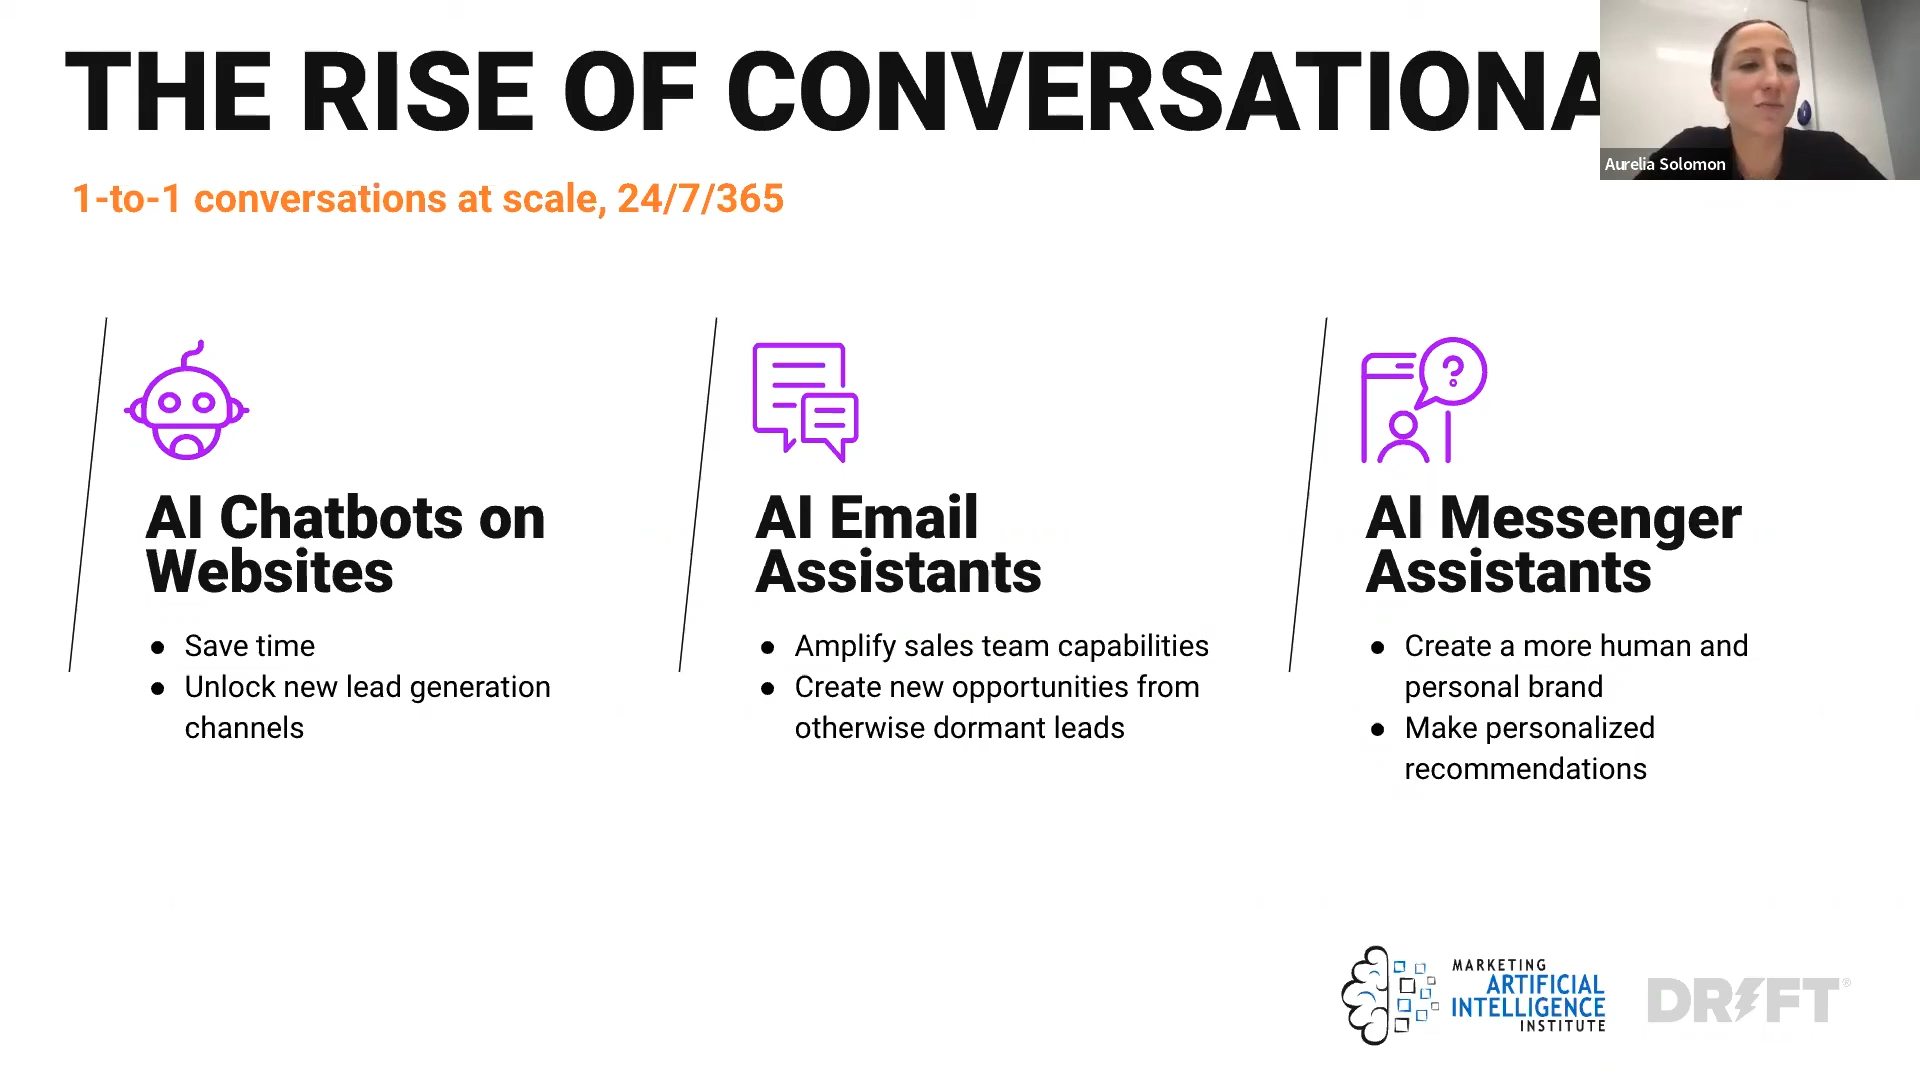 THE RISE OF CONVERSATIONA
Aurelia Solomon
1-to-1 conversations at scale, 24/7/365
AI Chatbots on
Websites
● Save time
● Unlock new lead generation
channels
AI Email
Assistants
● Amplify sales team capabilities
● Create new opportunities from
otherwise dormant leads
?
AI Messenger
Assistants
● Create a more human and
personal brand
● Make personalized
recommendations
MARKETING
ARTIFICIAL
INTELLIGENCE
INSTITUTE
DRIFT®